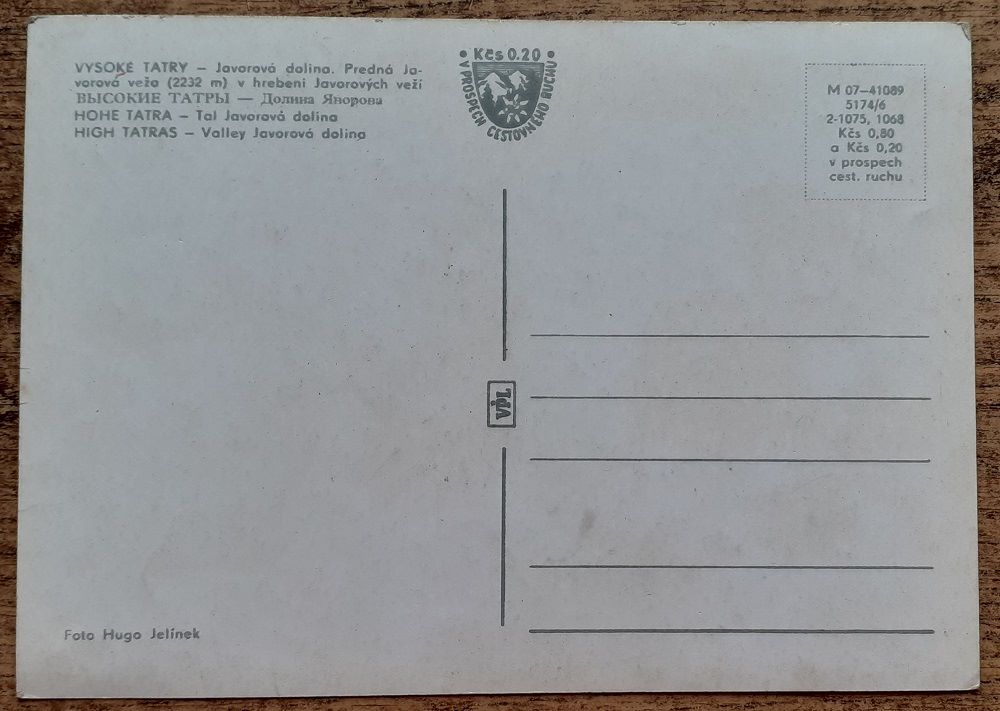 VYSOKÉ TATRY — Javorová dolina. Predná Ja-
vorová veža (2232 m) v hrebeni Javorových veží
ВЫСОКИЕ ТАТРЫ — Долина Яворова
HOHE TATRA — Tal Javorová dolina
HIGH TATRAS — Valley Javorová dolina
• Kčs 0.20 •
V PROSPECH CESTOVNÉHO RUCHU
M 07-41089
5174/6
2-1075, 1068
Kčs 0,80
a Kčs 0,20
v prospech
cest. ruchu
VPL
Foto Hugo Jelínek